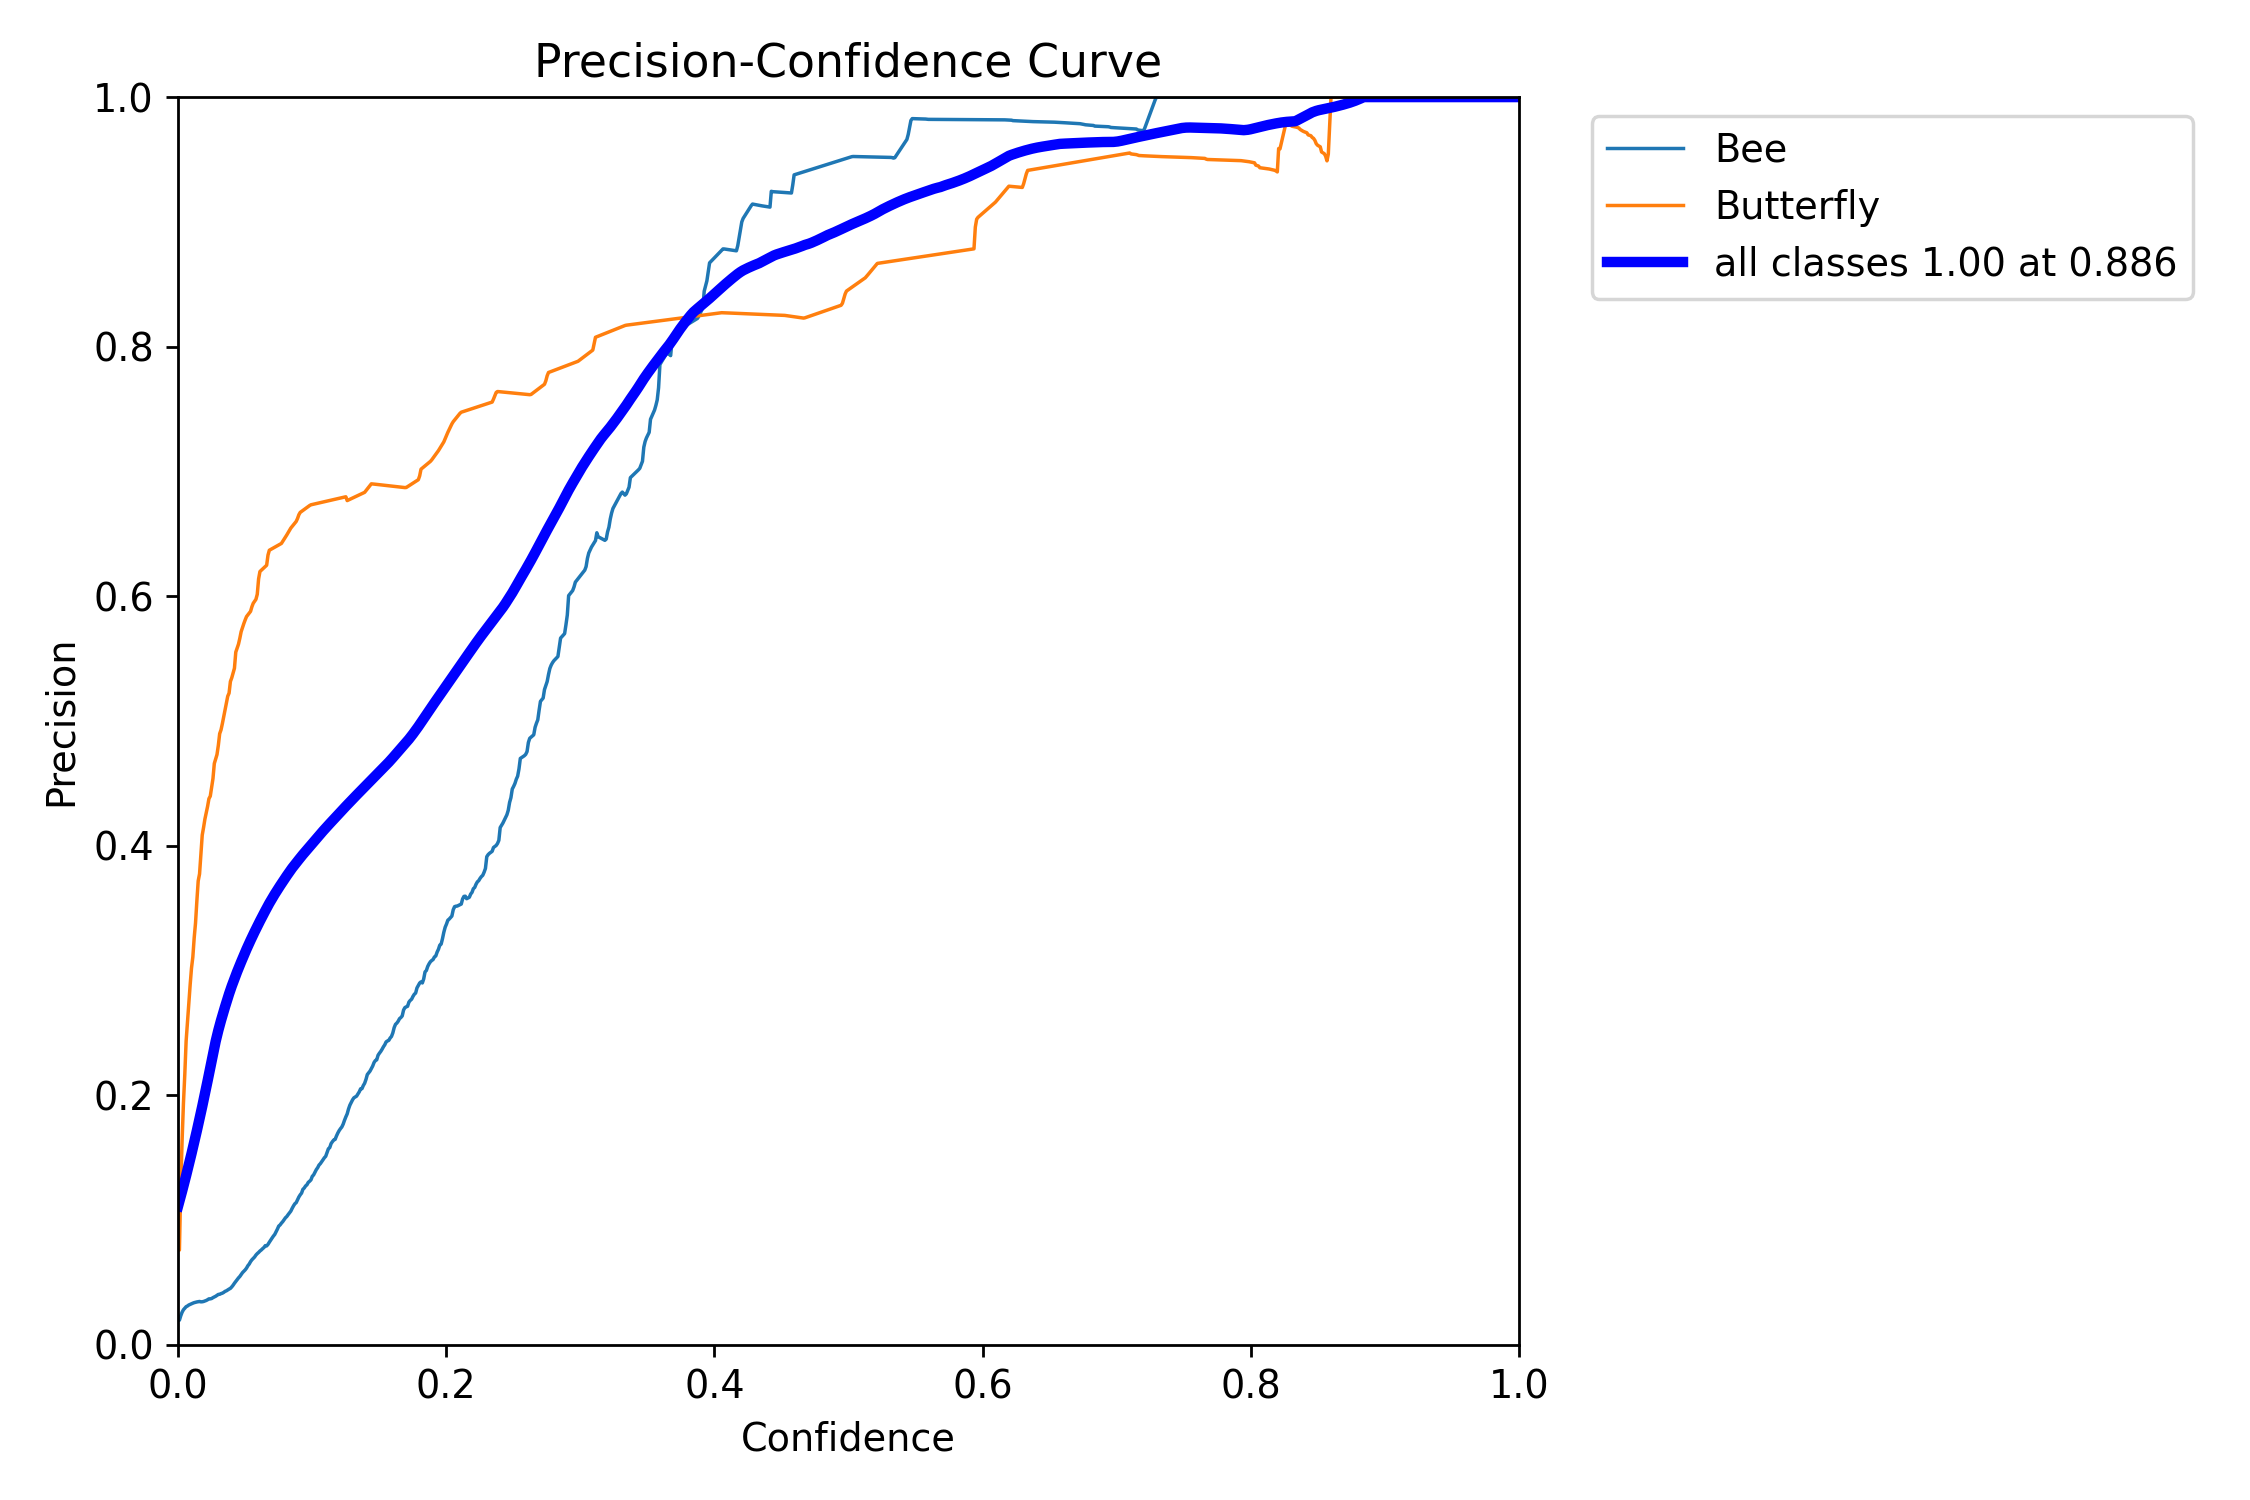 Precision-Confidence Curve
1.0
0.8
0.6
0.4
0.2
0.0
Precision
0.0 0.2 0.4 0.6 0.8 1.0
Confidence
Bee
Butterfly
all classes 1.00 at 0.886